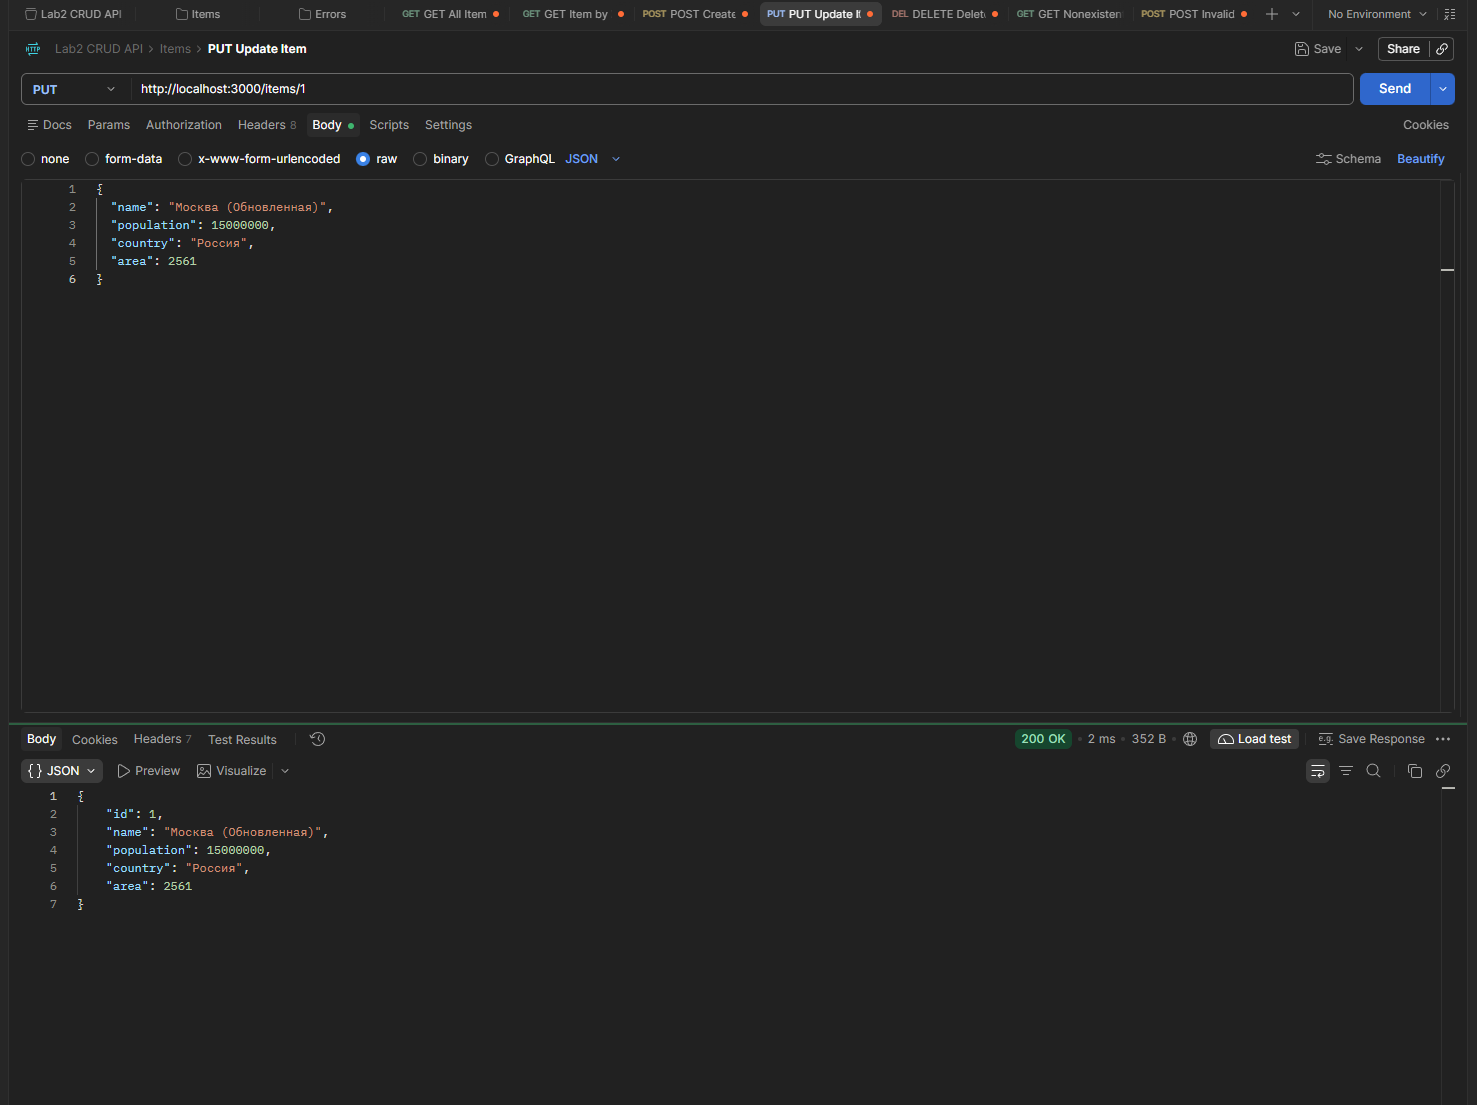 Lab2 CRUD API Items Errors GET GET All Item GET GET Item by POST POST Create PUT PUT Update It DEL DELETE Delet GET GET Nonexisten POST POST Invalid No Environment
HTTP Lab2 CRUD API > Items > PUT Update Item Save Share
PUT http://localhost:3000/items/1 Send
Docs Params Authorization Headers 8 Body Scripts Settings Cookies
none form-data x-www-form-urlencoded raw binary GraphQL JSON Schema Beautify
1 {
2 "name": "Москва (Обновленная)",
3 "population": 15000000,
4 "country": "Россия",
5 "area": 2561
6 }
Body Cookies Headers 7 Test Results 200 OK • 2 ms • 352 B Load test e.g. Save Response
{} JSON Preview Visualize
1 {
2 "id": 1,
3 "name": "Москва (Обновленная)",
4 "population": 15000000,
5 "country": "Россия",
6 "area": 2561
7 }